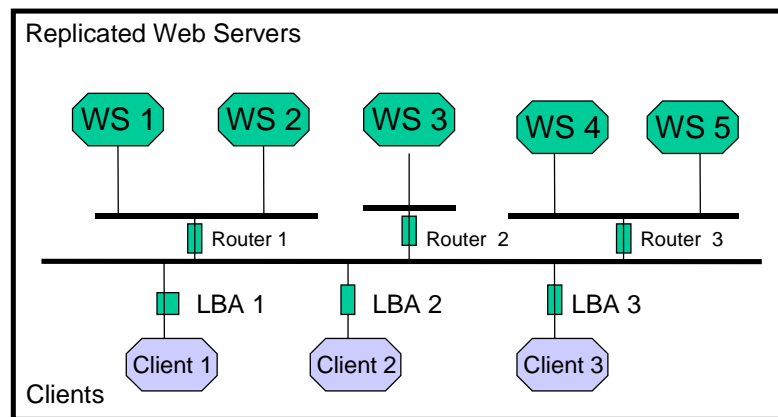 Replicated Web Servers
WS 1 WS 2 WS 3 WS 4 WS 5
Router 1 Router 2 Router 3
LBA 1 LBA 2 LBA 3
Client 1 Client 2 Client 3
Clients